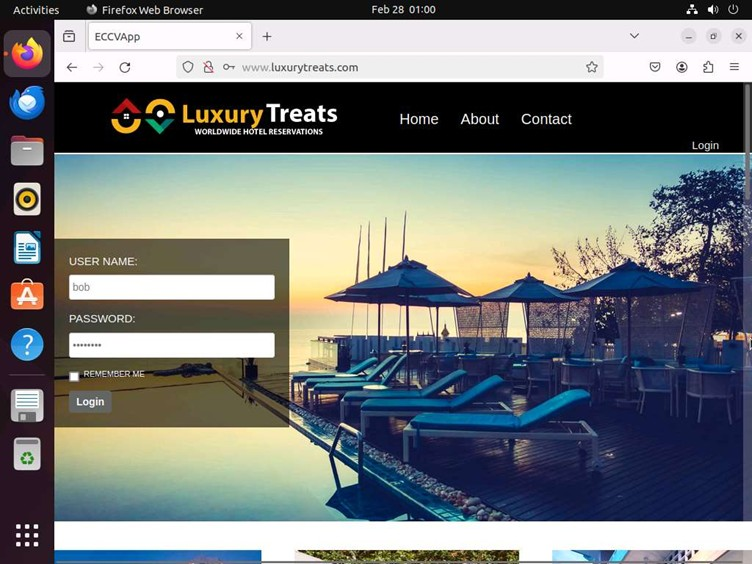 Activities
Firefox Web Browser
Feb 28 01:00
ECCVApp
www.luxurytreats.com
LuxuryTreats
WORLDWIDE HOTEL RESERVATIONS
Home
About
Contact
Login
USER NAME:
bob
PASSWORD:
••••••••
REMEMBER ME
Login